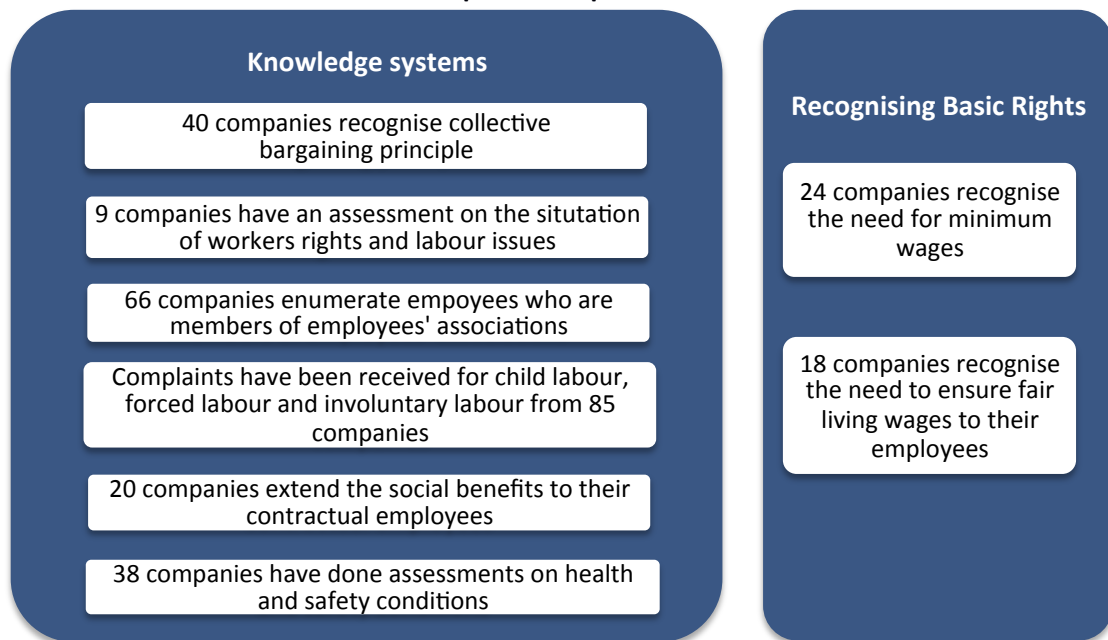 Knowledge systems
40 companies recognise collective
bargaining principle
9 companies have an assessment on the situtation
of workers rights and labour issues
66 companies enumerate empoyees who are
members of employees' associations
Complaints have been received for child labour,
forced labour and involuntary labour from 85
companies
20 companies extend the social benefits to their
contractual employees
38 companies have done assessments on health
and safety conditions
Recognising Basic Rights
24 companies recognise
the need for minimum
wages
18 companies recognise
the need to ensure fair
living wages to their
employees